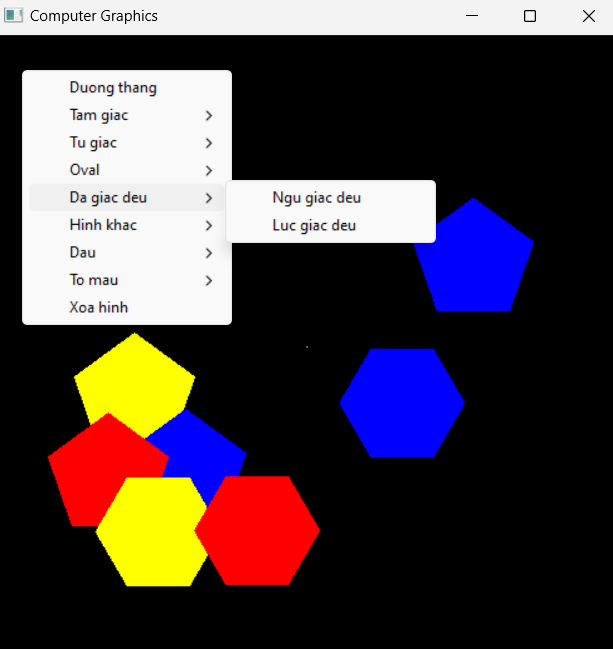 Computer Graphics
Duong thang
Tam giac
Tu giac
Oval
Da giac deu
Ngu giac deu
Hinh khac
Luc giac deu
Dau
To mau
Xoa hinh